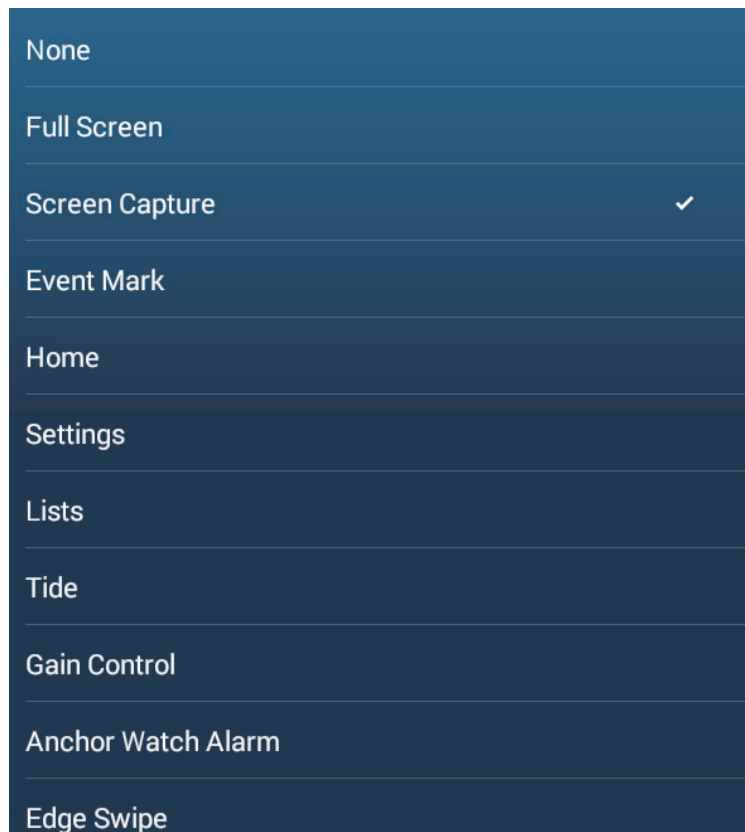 None
Full Screen
Screen Capture
Event Mark
Home
Settings
Lists
Tide
Gain Control
Anchor Watch Alarm
Edge Swipe